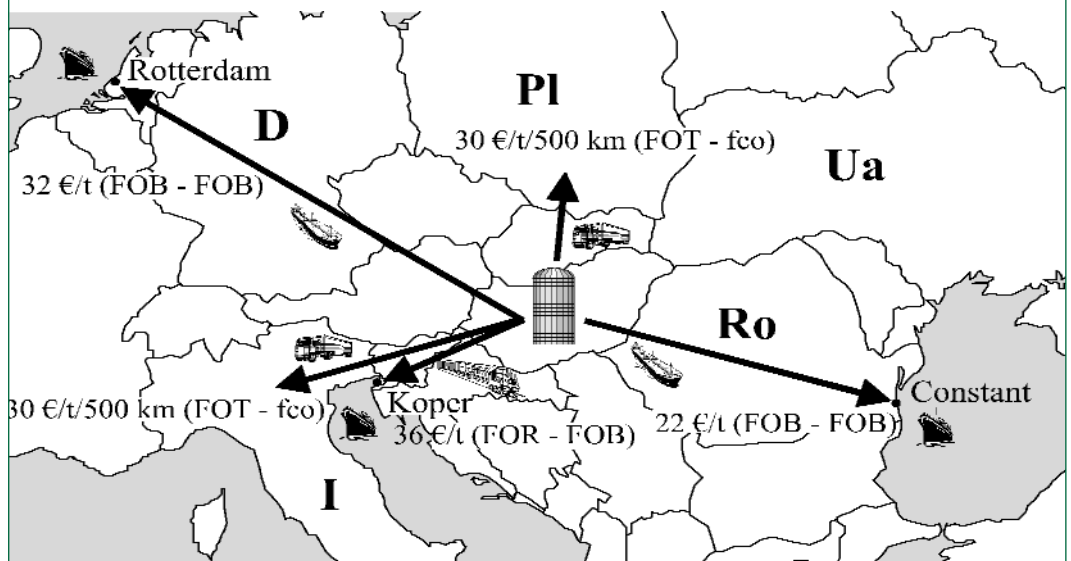 Rotterdam
Pl
D
30 €/t/500 km (FOT - fco)
Ua
32 €/t (FOB - FOB)
Ro
30 €/t/500 km (FOT - fco)
Koper
Constant
36 €/t (FOR - FOB)
22 €/t (FOB - FOB)
I